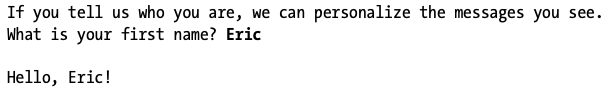 If you tell us who you are, we can personalize the messages you see.
What is your first name? Eric

Hello, Eric!